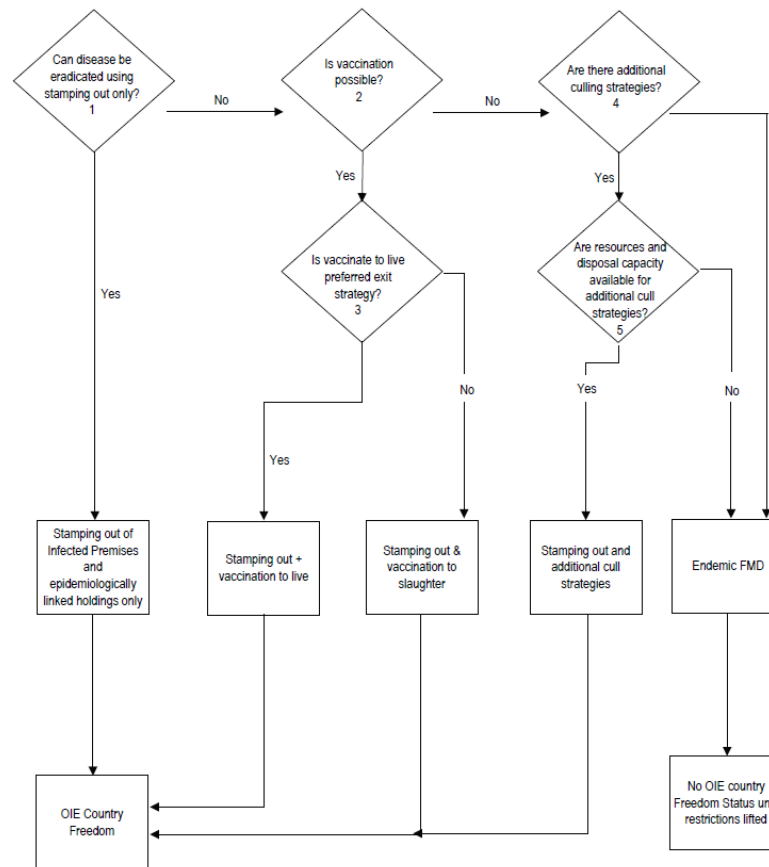 Can disease be
eradicated using
stamping out only?
1
No
Is vaccination
possible?
2
No
Are there additional
culling strategies?
4
Yes
Yes
Yes
Is vaccinate to live
preferred exit
strategy?
3
Are resources and
disposal capacity
available for
additional cull
strategies?
5
No
Yes
No
Yes
Stamping out of
Infected Premises
and
epidemiologically
linked holdings only
Stamping out +
vaccination to live
Stamping out &
vaccination to
slaughter
Stamping out and
additional cull
strategies
Endemic FMD
OIE Country
Freedom
No OIE country
Freedom Status
restrictions lifted